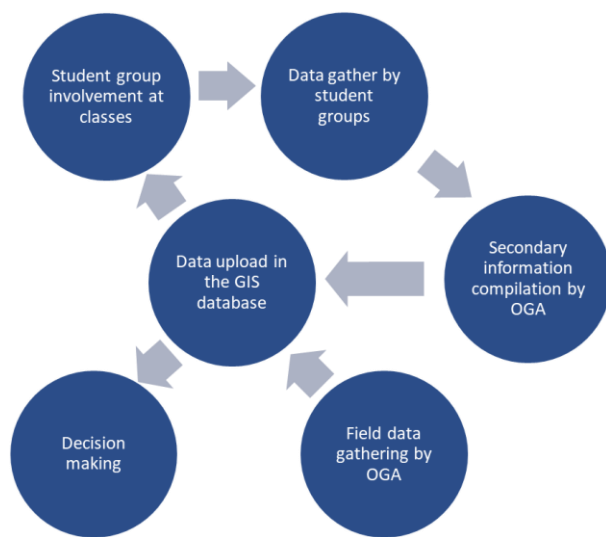 Student group
involvement at
classes
Data gather by
student
groups
Secondary
information
compilation by
OGA
Data upload in
the GIS
database
Decision
making
Field data
gathering by
OGA